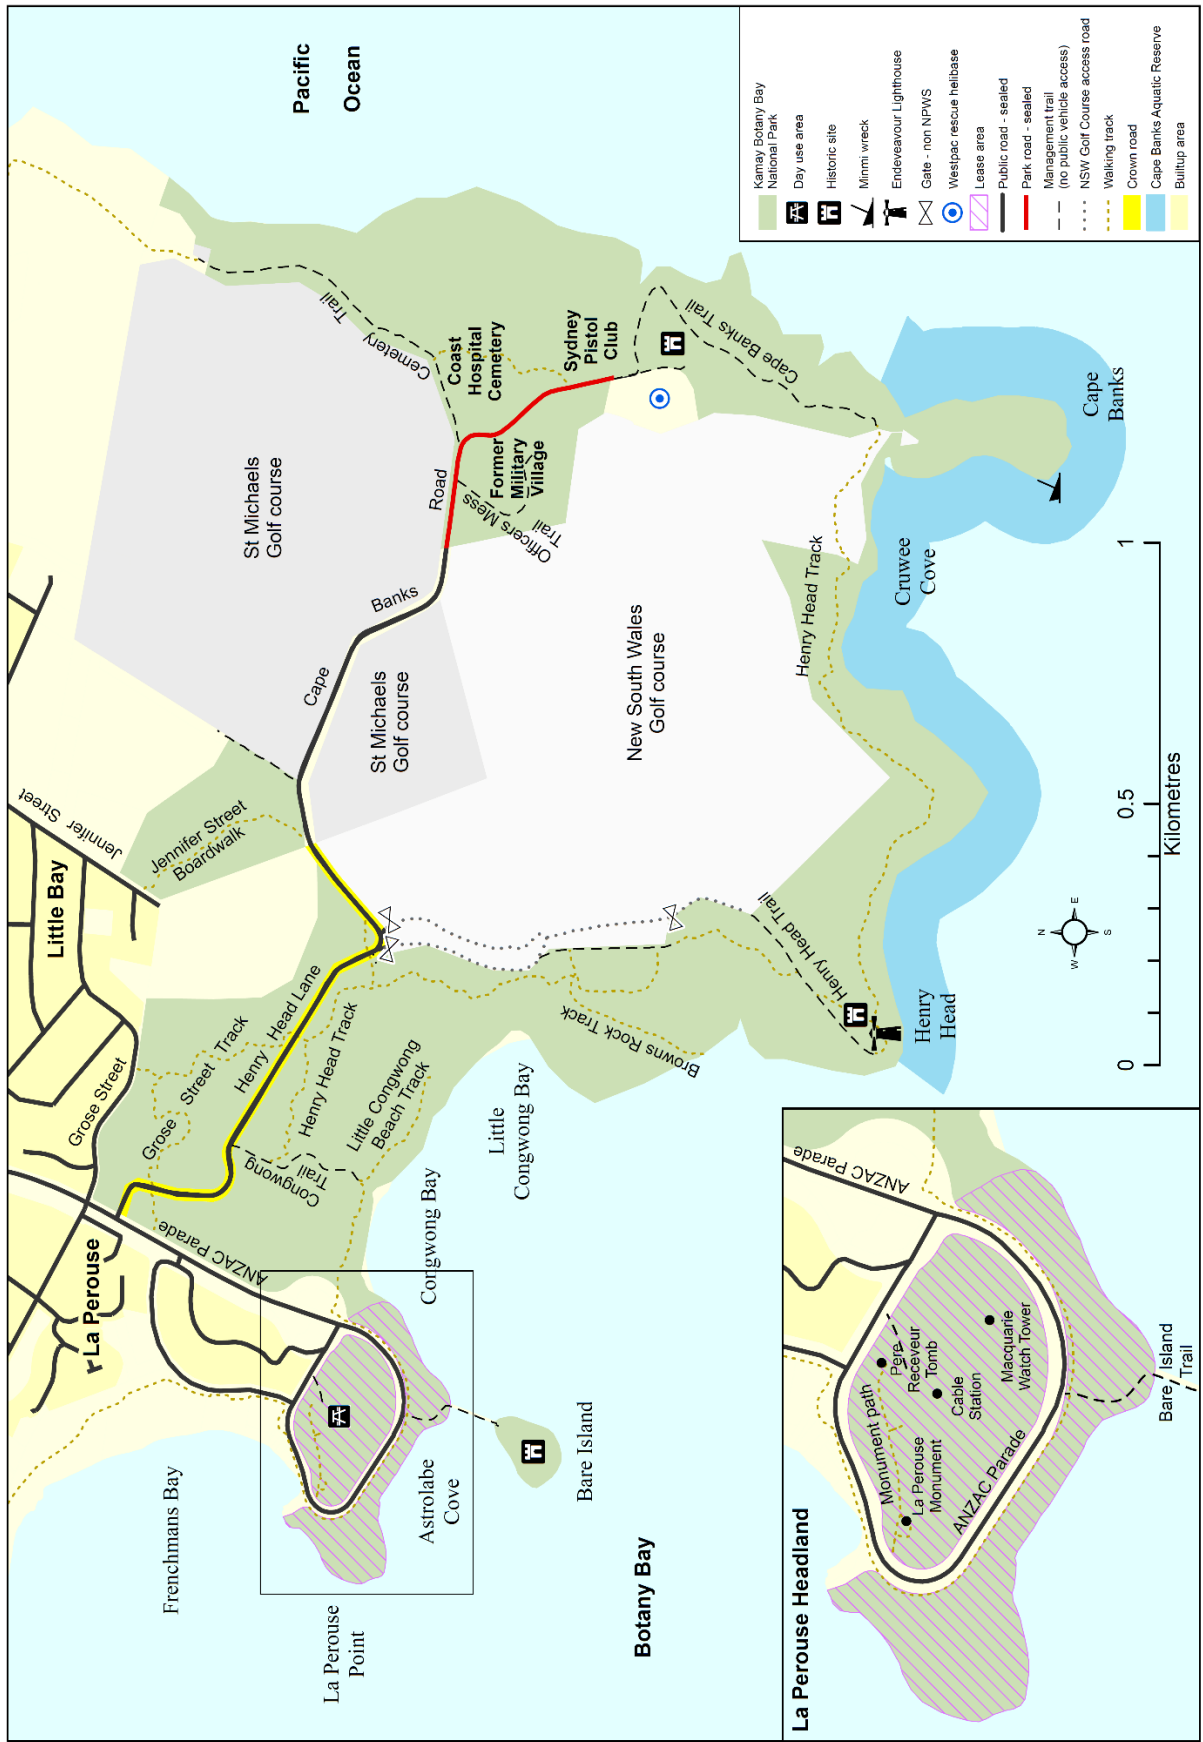 Pacific
Ocean
St Michaels
Golf course
Cemetery
Trail
Coast
Hospital
Cemetery
Sydney
Pistol
Club
Former
Military
Village
Officers Mess
Trail
Cape
Banks
Road
St Michaels
Golf course
New South Wales
Golf course
Cape Banks Trail
Cape
Banks
Cruwee
Cove
Henry Head Track
Henry Head Trail
Henry
Head
Jennifer Street
Jennifer Street
Boardwalk
Little Bay
Grose Street
Grose
Street
Track
Henry
Head Lane
Henry Head Track
Little Congwong
Beach Track
Browns Rock Track
Congwong
Trail
Little
Congwong Bay
Congwong Bay
La Perouse
ANZAC Parade
Frenchmans Bay
La Perouse
Point
Astrolabe
Cove
Bare Island
Botany Bay
N
E
S
W
0
0.5
1
Kilometres
La Perouse Headland
ANZAC Parade
Monument path
La Perouse
Monument
Pere
Receveur
Tomb
Cable
Station
Macquarie
Watch Tower
ANZAC Parade
Bare Island
Trail
Kamay Botany Bay
National Park
Day use area
Historic site
Minmi wreck
Endeveavour Lighthouse
Gate - non NPWS
Westpac rescue helibase
Lease area
Public road - sealed
Park road - sealed
Management trail
(no public vehicle access)
NSW Golf Course access road
Walking track
Crown road
Cape Banks Aquatic Reserve
Builtup area